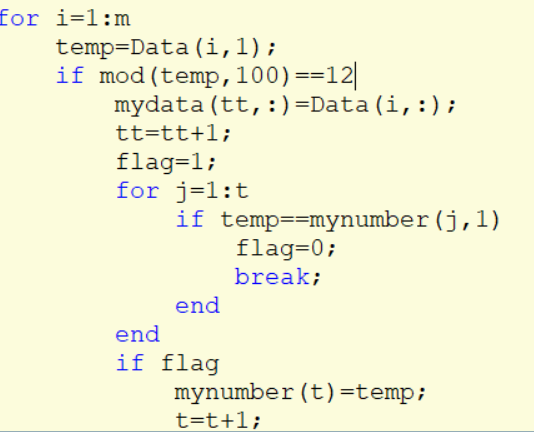 for i=1:m
    temp=Data(i,1);
    if mod(temp,100)==12
        mydata(tt,:)=Data(i,:);
        tt=tt+1;
        flag=1;
        for j=1:t
            if temp==mynumber(j,1)
                flag=0;
                break;
            end
        end
        if flag
            mynumber(t)=temp;
            t=t+1;